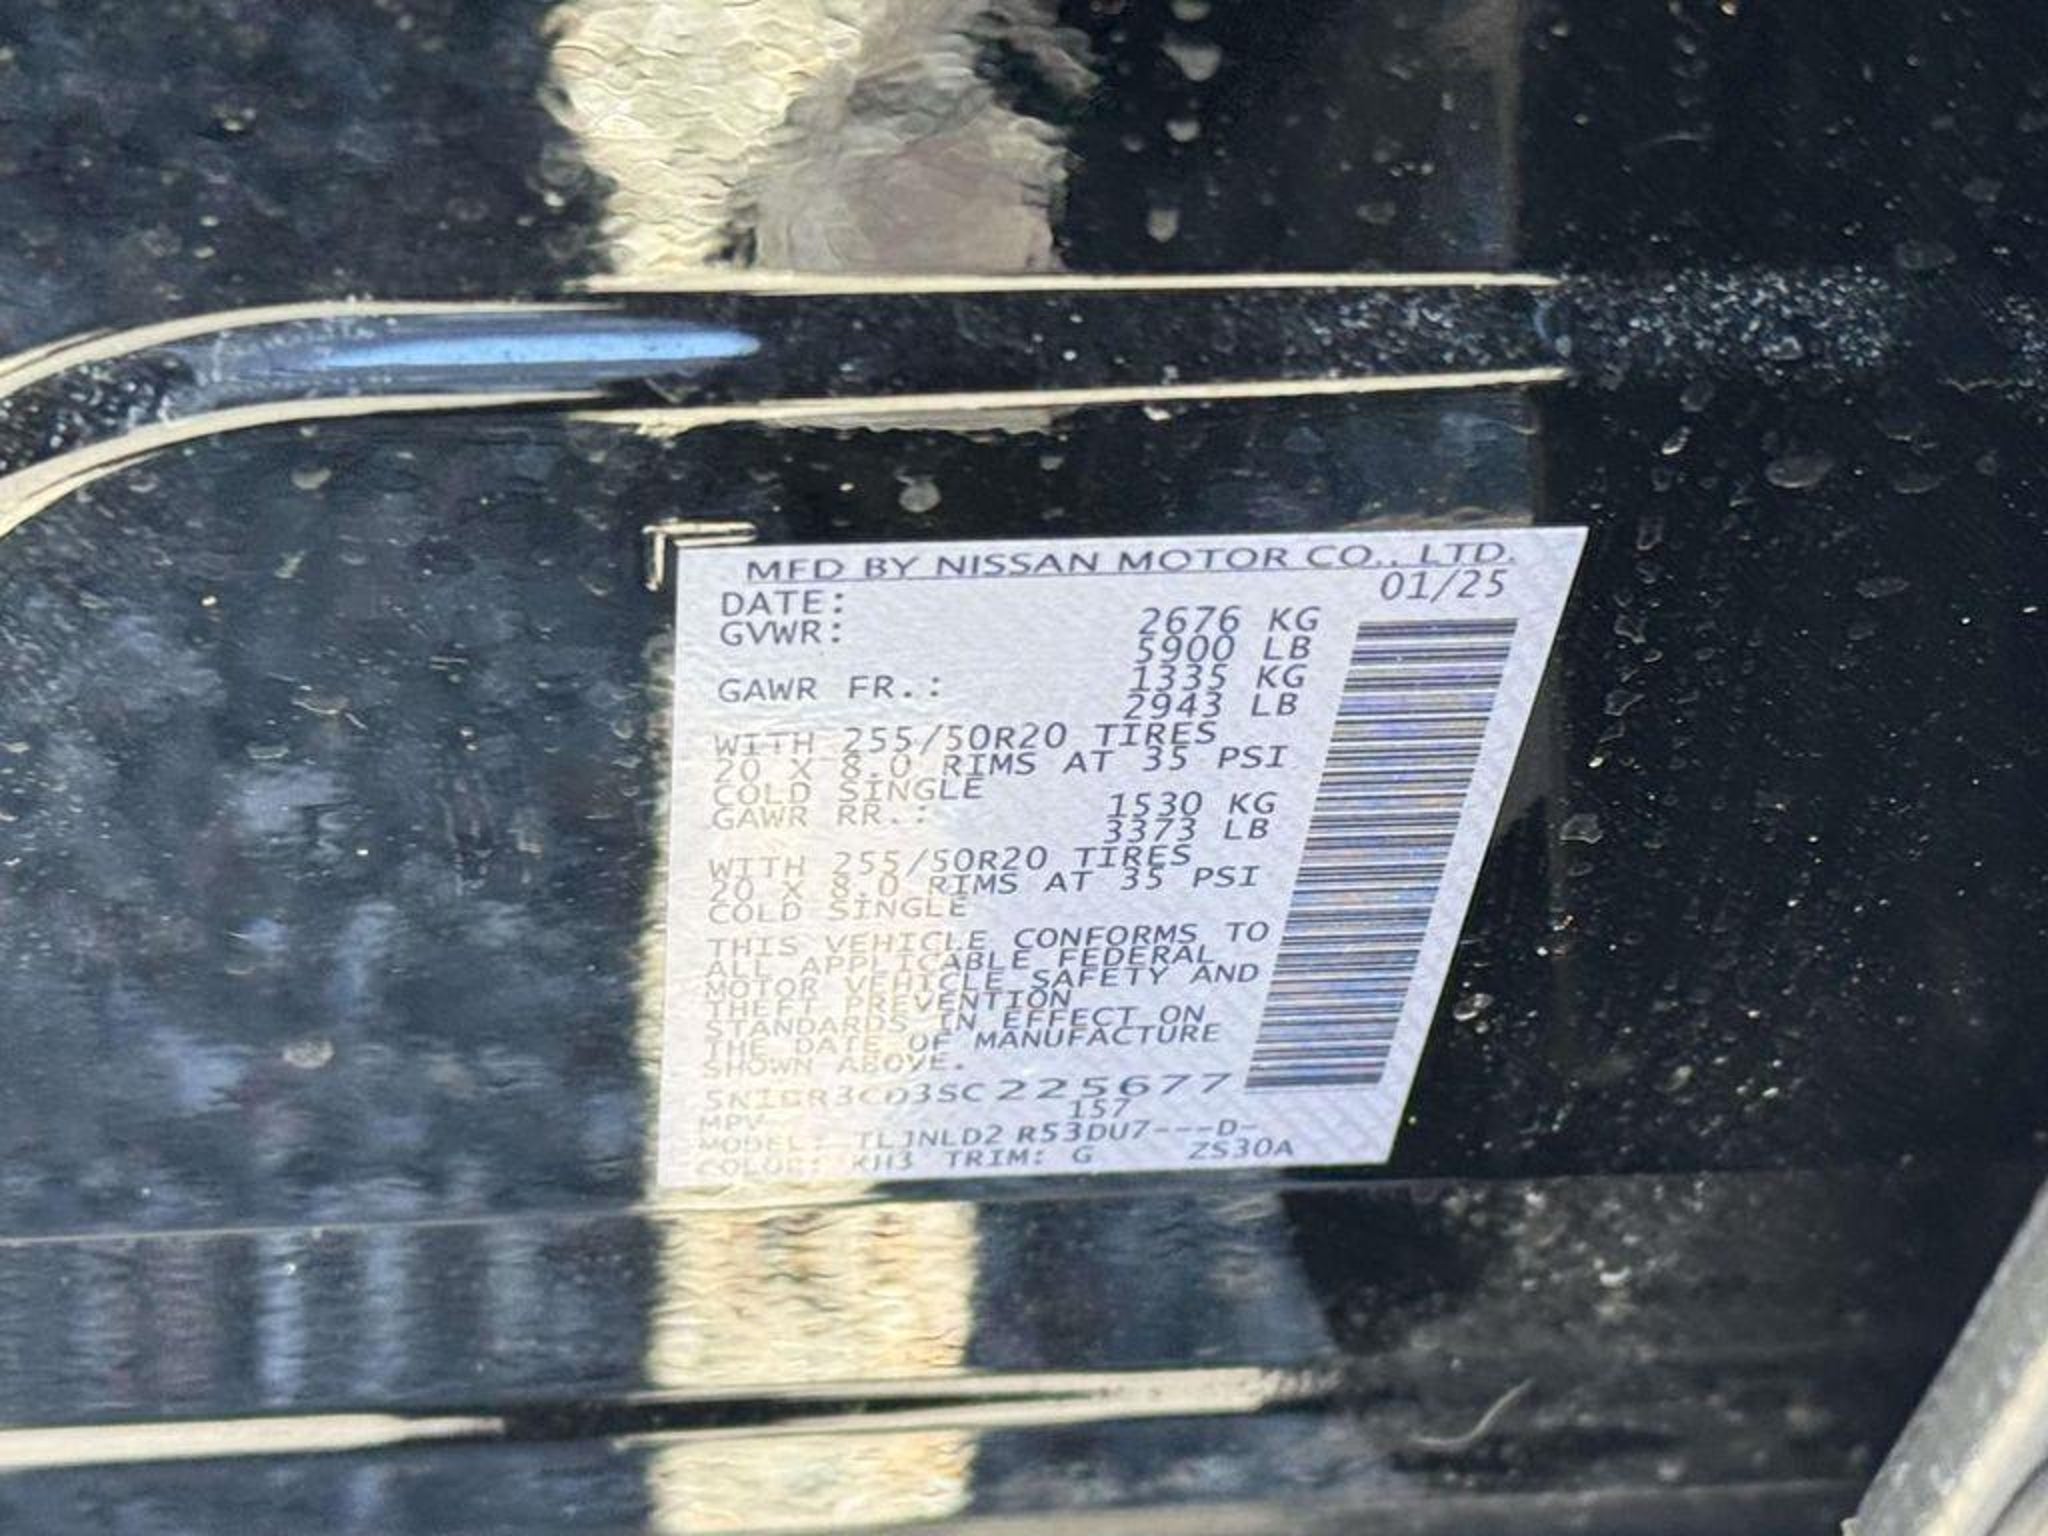 MFD BY NISSAN MOTOR CO., LTD.
DATE: 01/25
GVWR: 2676 KG
5900 LB
GAWR FR.: 1335 KG
2943 LB
WITH 255/50R20 TIRES
20 X 8.0 RIMS AT 35 PSI
COLD SINGLE
GAWR RR.: 1530 KG
3373 LB
WITH 255/50R20 TIRES
20 X 8.0 RIMS AT 35 PSI
COLD SINGLE
THIS VEHICLE CONFORMS TO
ALL APPLICABLE FEDERAL
MOTOR VEHICLE SAFETY AND
THEFT PREVENTION
STANDARDS IN EFFECT ON
THE DATE OF MANUFACTURE
SHOWN ABOVE.
157
MPV
MODEL: R53DU7---D-
COLOR: TRIM: G ZS30A